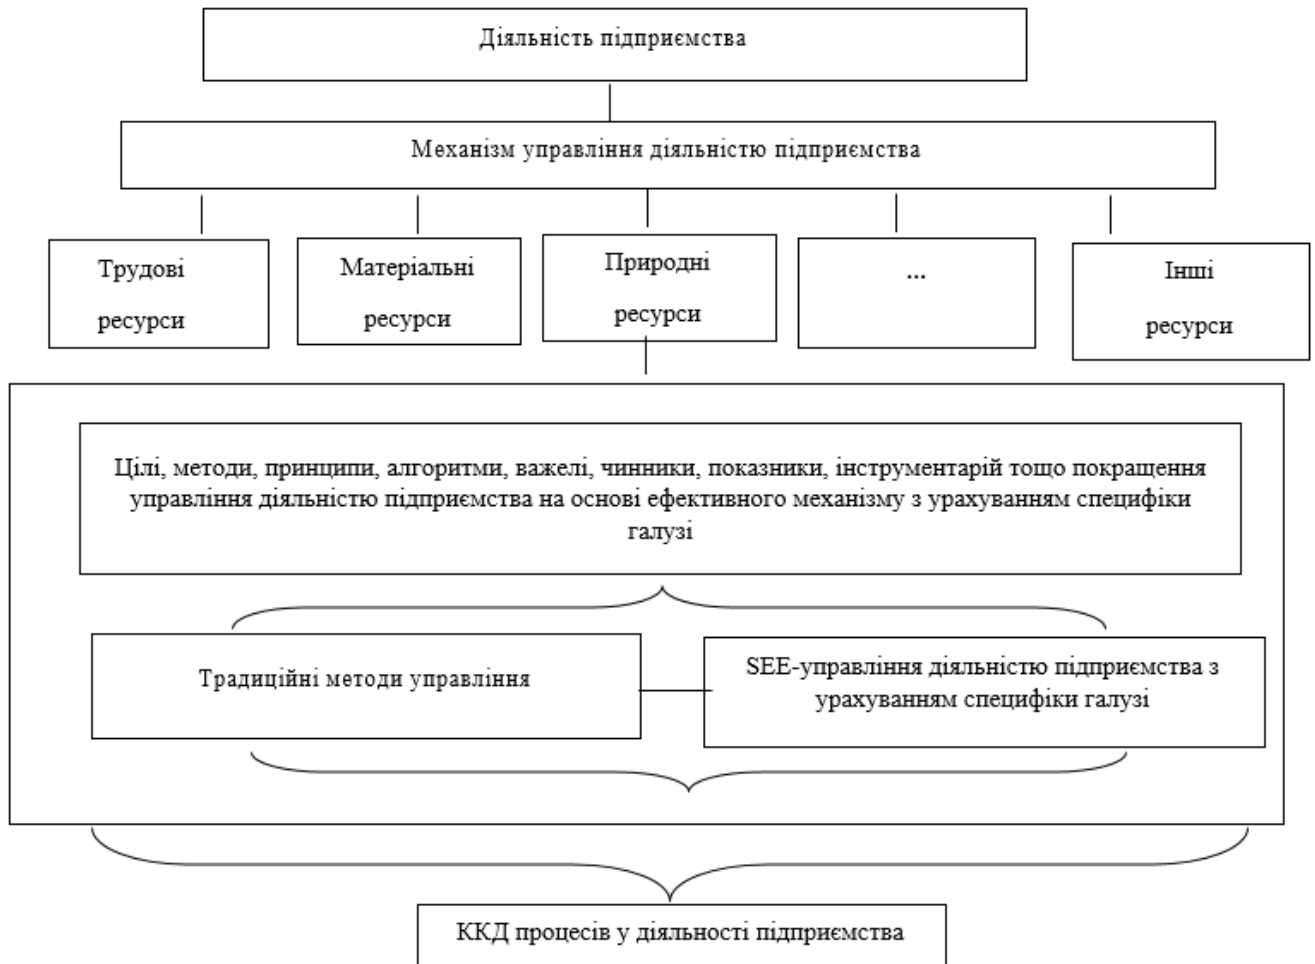 Діяльність підприємства
Механізм управління діяльністю підприємства
Трудові
ресурси
Матеріальні
ресурси
Природні
ресурси
...
Інші
ресурси
Цілі, методи, принципи, алгоритми, важелі, чинники, показники, інструментарій тощо покращення
управління діяльністю підприємства на основі ефективного механізму з урахуванням специфіки
галузі
Традиційні методи управління
SEE-управління діяльністю підприємства з
урахуванням специфіки галузі
ККД процесів у діяльності підприємства